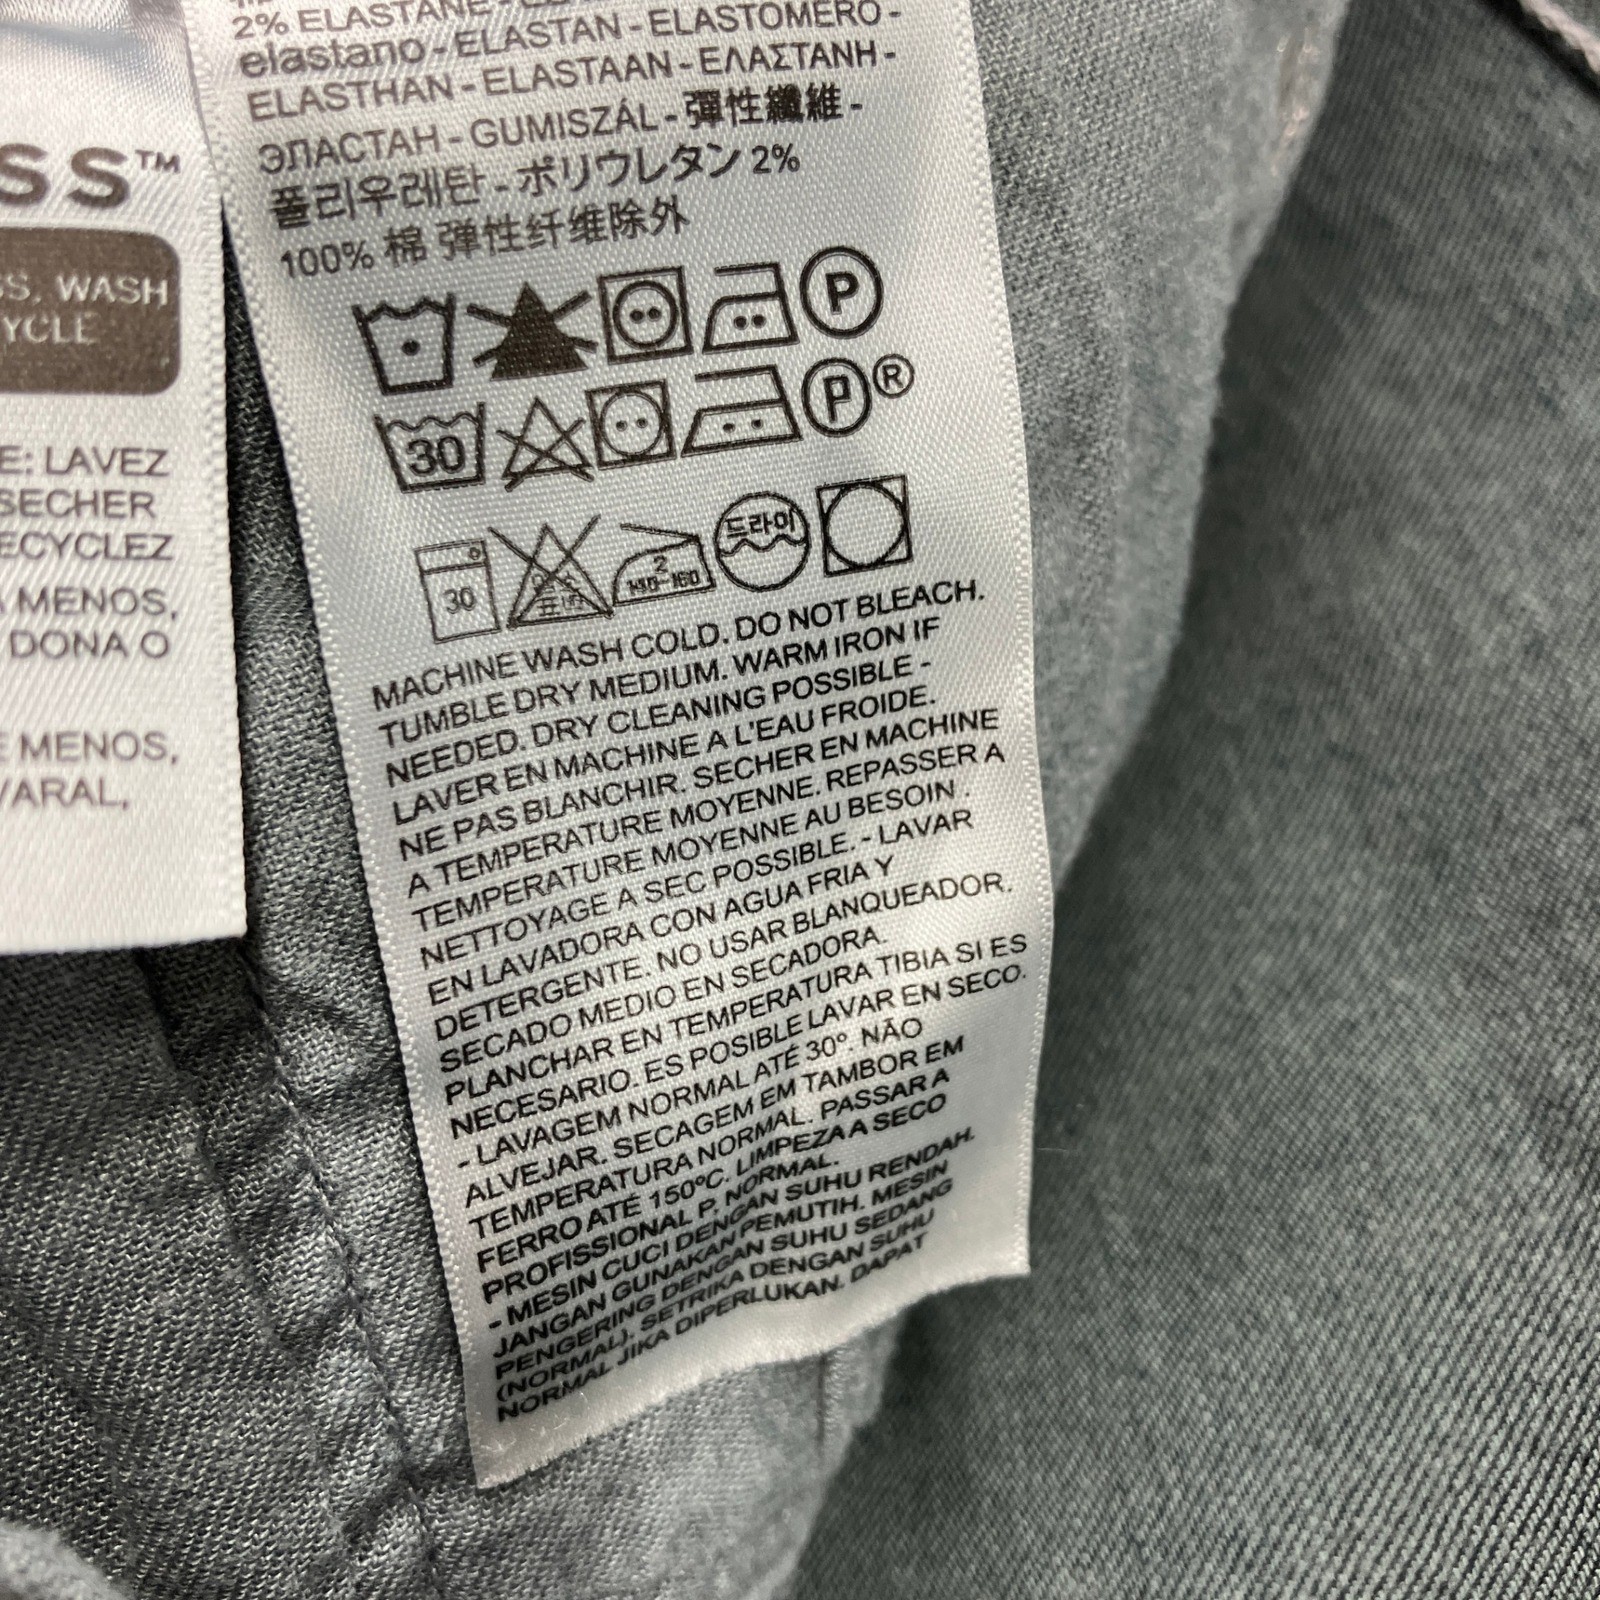 SS™
SS, WASH
YCLE
E: LAVEZ
SECHER
ECYCLEZ
MENOS,
DONA O
E MENOS,
VARAL,
2% ELASTANE -
elastano - ELASTAN - ELASTOMERO -
ELASTHAN - ELASTAAN - ΕΛΑΣΤΑΝΗ -
ЭЛАСТАН - GUMISZÁL - 彈性纖維 -
폴리우레탄 - ポリウレタン 2%
100% 棉 弹性纤维除外
P
30 P ®
30 2 140-160 드라이
MACHINE WASH COLD. DO NOT BLEACH.
TUMBLE DRY MEDIUM. WARM IRON IF
NEEDED. DRY CLEANING POSSIBLE -
LAVER EN MACHINE A L'EAU FROIDE.
NE PAS BLANCHIR. SECHER EN MACHINE
A TEMPERATURE MOYENNE. REPASSER A
TEMPERATURE MOYENNE AU BESOIN .
NETTOYAGE A SEC POSSIBLE. - LAVAR
EN LAVADORA CON AGUA FRIA Y
DETERGENTE. NO USAR BLANQUEADOR.
SECADO MEDIO EN SECADORA.
PLANCHAR EN TEMPERATURA TIBIA SI ES
NECESARIO. ES POSIBLE LAVAR EN SECO.
- LAVAGEM NORMAL ATÉ 30º. NÃO
ALVEJAR. SECAGEM EM TAMBOR EM
TEMPERATURA NORMAL. PASSAR A
FERRO ATÉ 150ºC. LIMPEZA A SECO
PROFISSIONAL P, NORMAL.
- MESIN CUCI DENGAN SUHU RENDAH.
JANGAN GUNAKAN PEMUTIH. MESIN
PENGERING DENGAN SUHU SEDANG
(NORMAL). SETRIKA DENGAN SUHU
NORMAL JIKA DIPERLUKAN. DAPAT